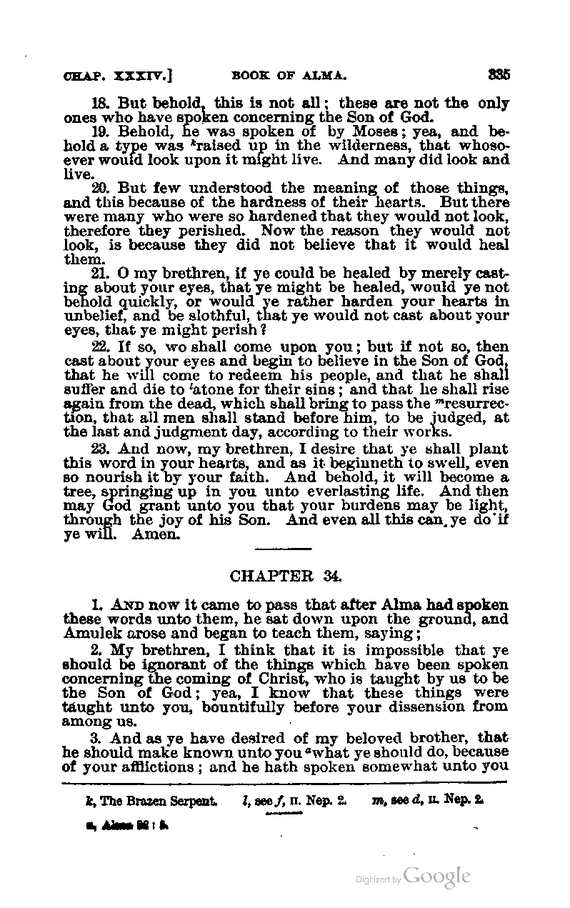 CHAP. XXXIV.] BOOK OF ALMA. 335
18. But behold, this is not all; these are not the only
ones who have spoken concerning the Son of God.
19. Behold, he was spoken of by Moses; yea, and be-
hold a type was ᵏraised up in the wilderness, that whoso-
ever would look upon it might live. And many did look and
live.
20. But few understood the meaning of those things,
and this because of the hardness of their hearts. But there
were many who were so hardened that they would not look,
therefore they perished. Now the reason they would not
look, is because they did not believe that it would heal
them.
21. O my brethren, if ye could be healed by merely cast-
ing about your eyes, that ye might be healed, would ye not
behold quickly, or would ye rather harden your hearts in
unbelief, and be slothful, that ye would not cast about your
eyes, that ye might perish?
22. If so, wo shall come upon you; but if not so, then
cast about your eyes and begin to believe in the Son of God,
that he will come to redeem his people, and that he shall
suffer and die to ˡatone for their sins; and that he shall rise
again from the dead, which shall bring to pass the ᵐresurrec-
tion, that all men shall stand before him, to be judged, at
the last and judgment day, according to their works.
23. And now, my brethren, I desire that ye shall plant
this word in your hearts, and as it beginneth to swell, even
so nourish it by your faith. And behold, it will become a
tree, springing up in you unto everlasting life. And then
may God grant unto you that your burdens may be light,
through the joy of his Son. And even all this can ye do if
ye will. Amen.
CHAPTER 34.
1. AND now it came to pass that after Alma had spoken
these words unto them, he sat down upon the ground, and
Amulek arose and began to teach them, saying;
2. My brethren, I think that it is impossible that ye
should be ignorant of the things which have been spoken
concerning the coming of Christ, who is taught by us to be
the Son of God; yea, I know that these things were
taught unto you, bountifully before your dissension from
among us.
3. And as ye have desired of my beloved brother, that
he should make known unto you ᵃwhat ye should do, because
of your afflictions; and he hath spoken somewhat unto you
k, The Brazen Serpent. l, see f, II. Nep. 2. m, see d, II. Nep. 2.
a, Alma
Digitized by Google